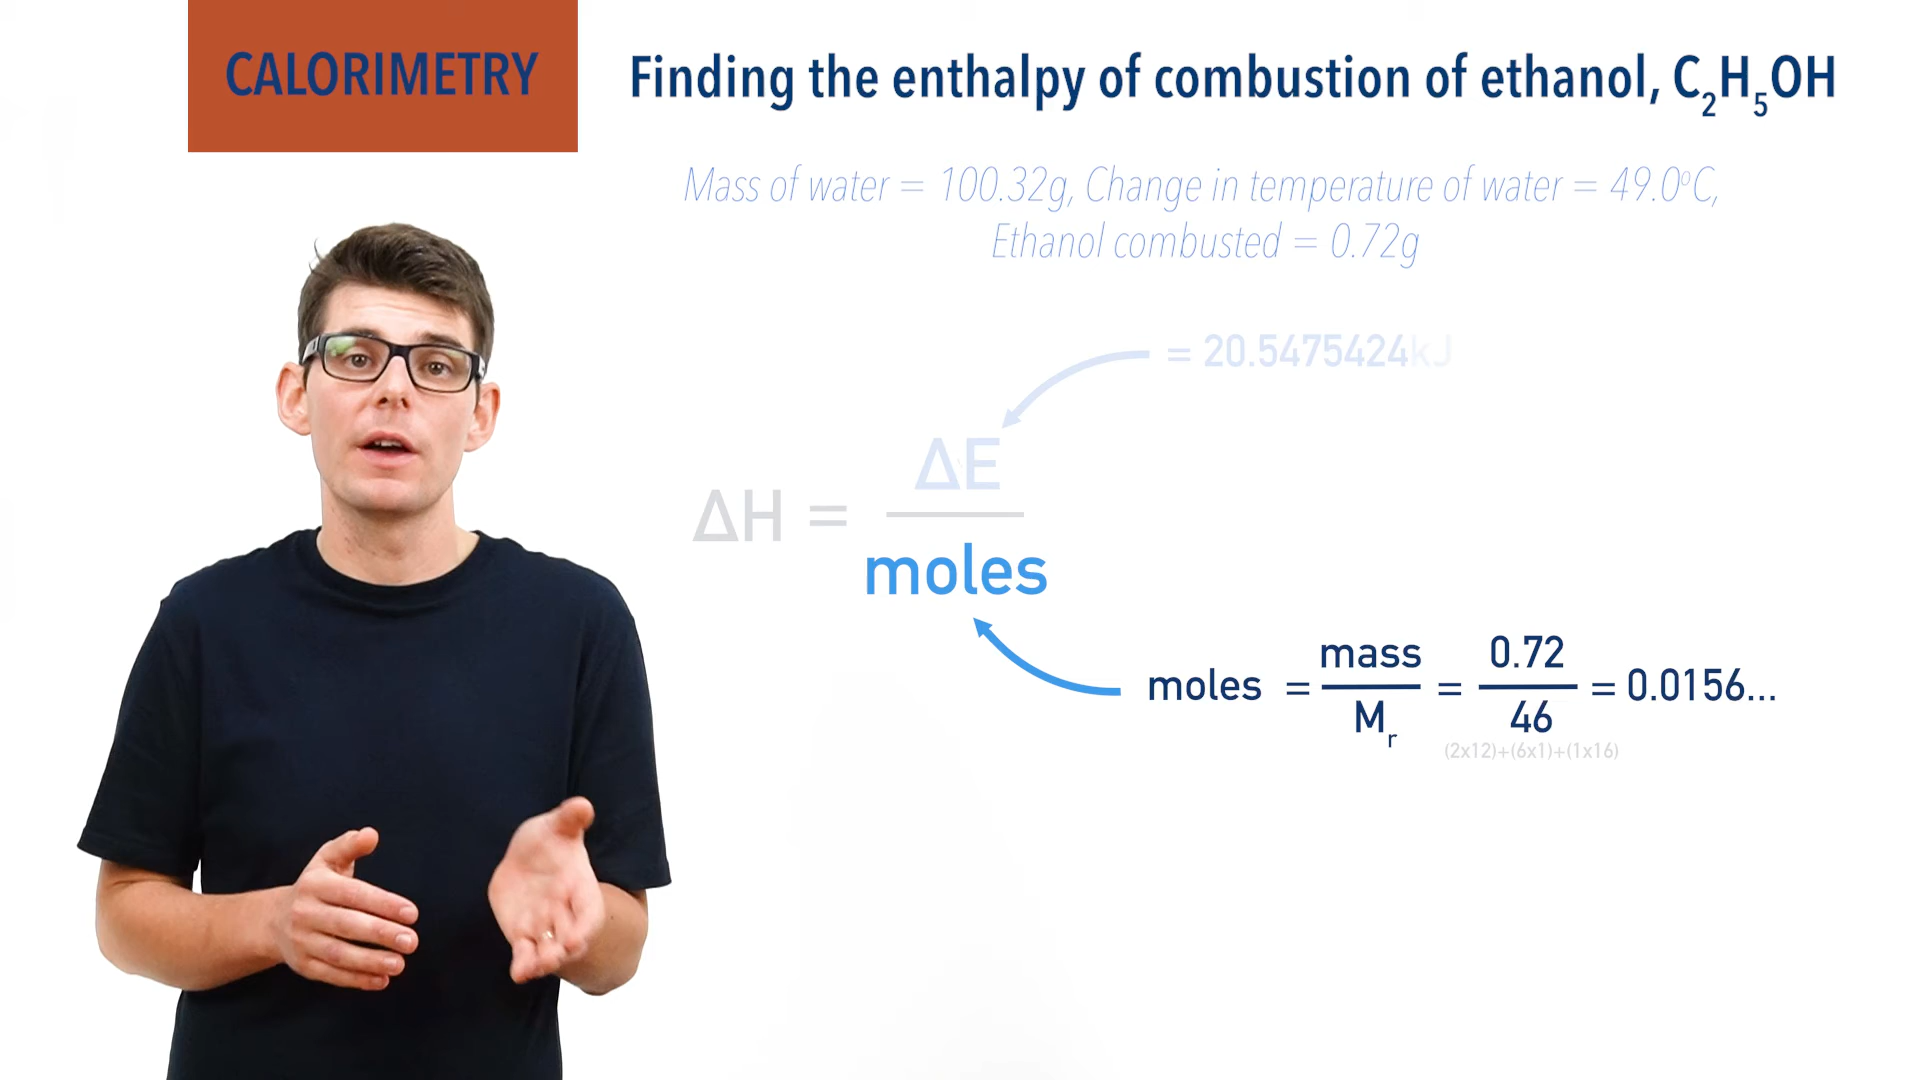 CALORIMETRY
Finding the enthalpy of combustion of ethanol, C₂H₅OH
Mass of water = 100.32g, Change in temperature of water = 49.0°C,
Ethanol combusted = 0.72g
= 20.5475424kJ
ΔE
ΔH =
moles
moles = mass / Mᵣ = 0.72 / 46 = 0.0156...
(2x12)+(6x1)+(1x16)